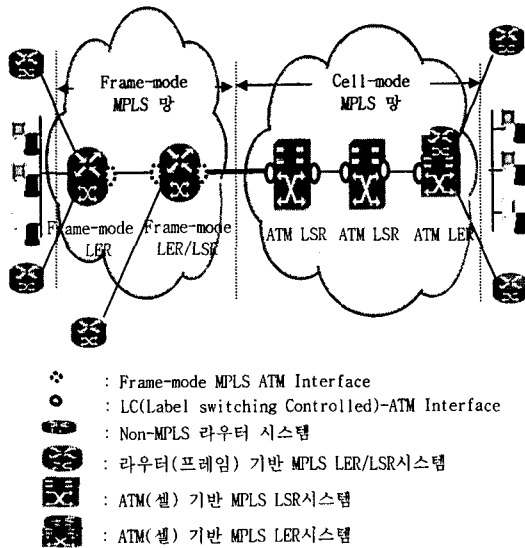 Frame-mode
MPLS 망
Cell-mode
MPLS 망
Frame-mode
LER
Frame-mode
LER/LSR
ATM LSR
ATM LSR
ATM LER
: Frame-mode MPLS ATM Interface
: LC(Label switching Controlled)-ATM Interface
: Non-MPLS 라우터 시스템
: 라우터(프레임) 기반 MPLS LER/LSR시스템
: ATM(셀) 기반 MPLS LSR시스템
: ATM(셀) 기반 MPLS LER시스템